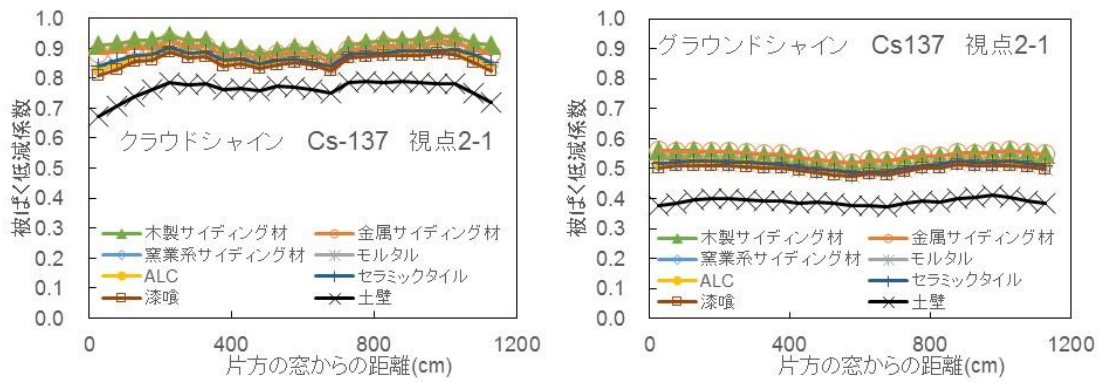 1.0
0.9
0.8
0.7
0.6
0.5
0.4
0.3
0.2
0.1
0.0
被ばく低減係数
クラウドシャイン Cs-137 視点2-1
木製サイディング材 金属サイディング材
窯業系サイディング材 モルタル
ALC セラミックタイル
漆喰 土壁
0 400 800 1200
片方の窓からの距離(cm)
1.0
0.9
0.8
0.7
0.6
0.5
0.4
0.3
0.2
0.1
0.0
被ばく低減係数
グラウンドシャイン Cs137 視点2-1
木製サイディング材 金属サイディング材
窯業系サイディング材 モルタル
ALC セラミックタイル
漆喰 土壁
0 400 800 1200
片方の窓からの距離(cm)